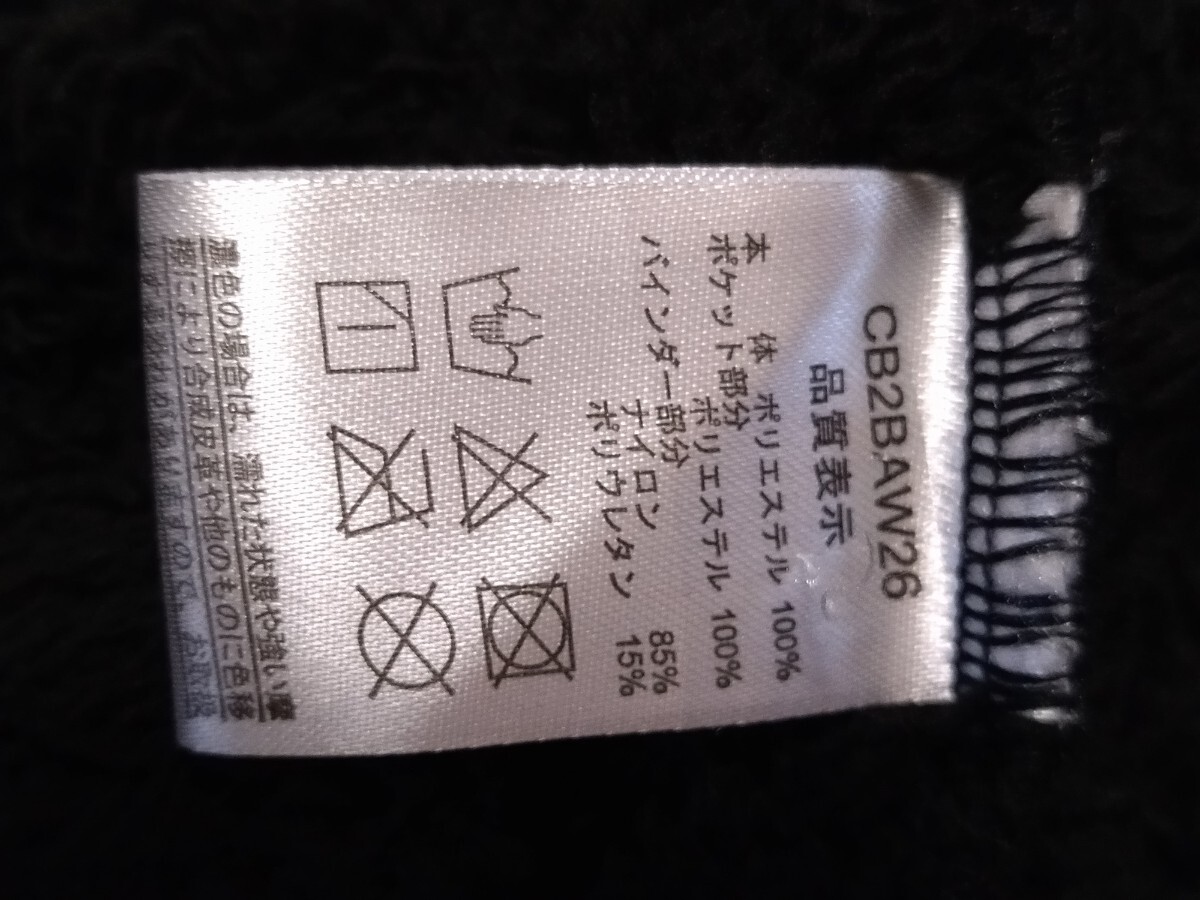 CB2BAW26
品質表示
本　体 ポリエステル 100%
ポケット部分 ポリエステル 100%
バインダー部分
ナイロン 85%
ポリウレタン 15%
濃色の場合は、濡れた状態や強い摩
擦により合成皮革や他のものに色移